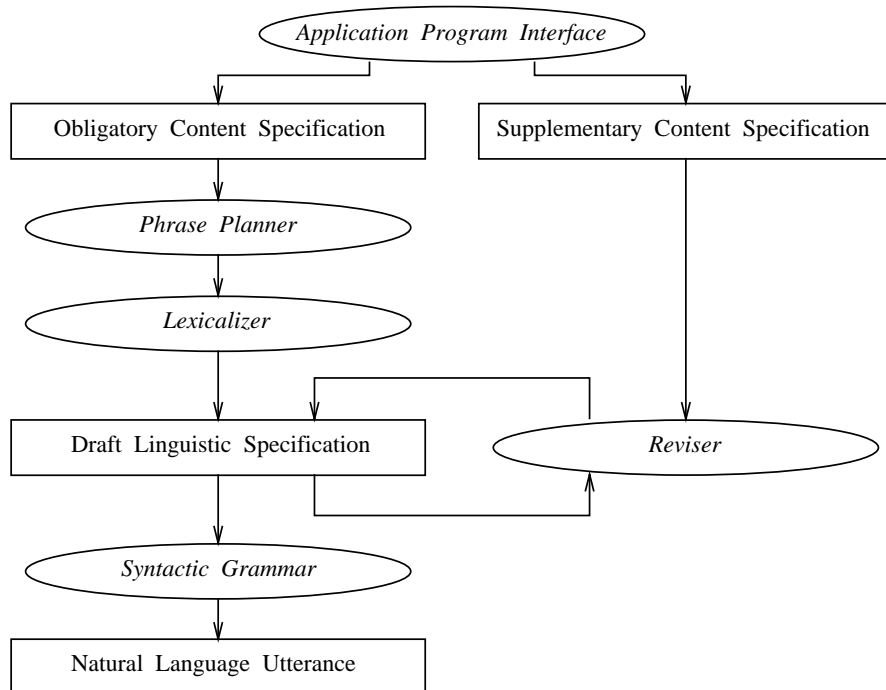 Application Program Interface
Obligatory Content Specification
Supplementary Content Specification
Phrase Planner
Lexicalizer
Draft Linguistic Specification
Reviser
Syntactic Grammar
Natural Language Utterance